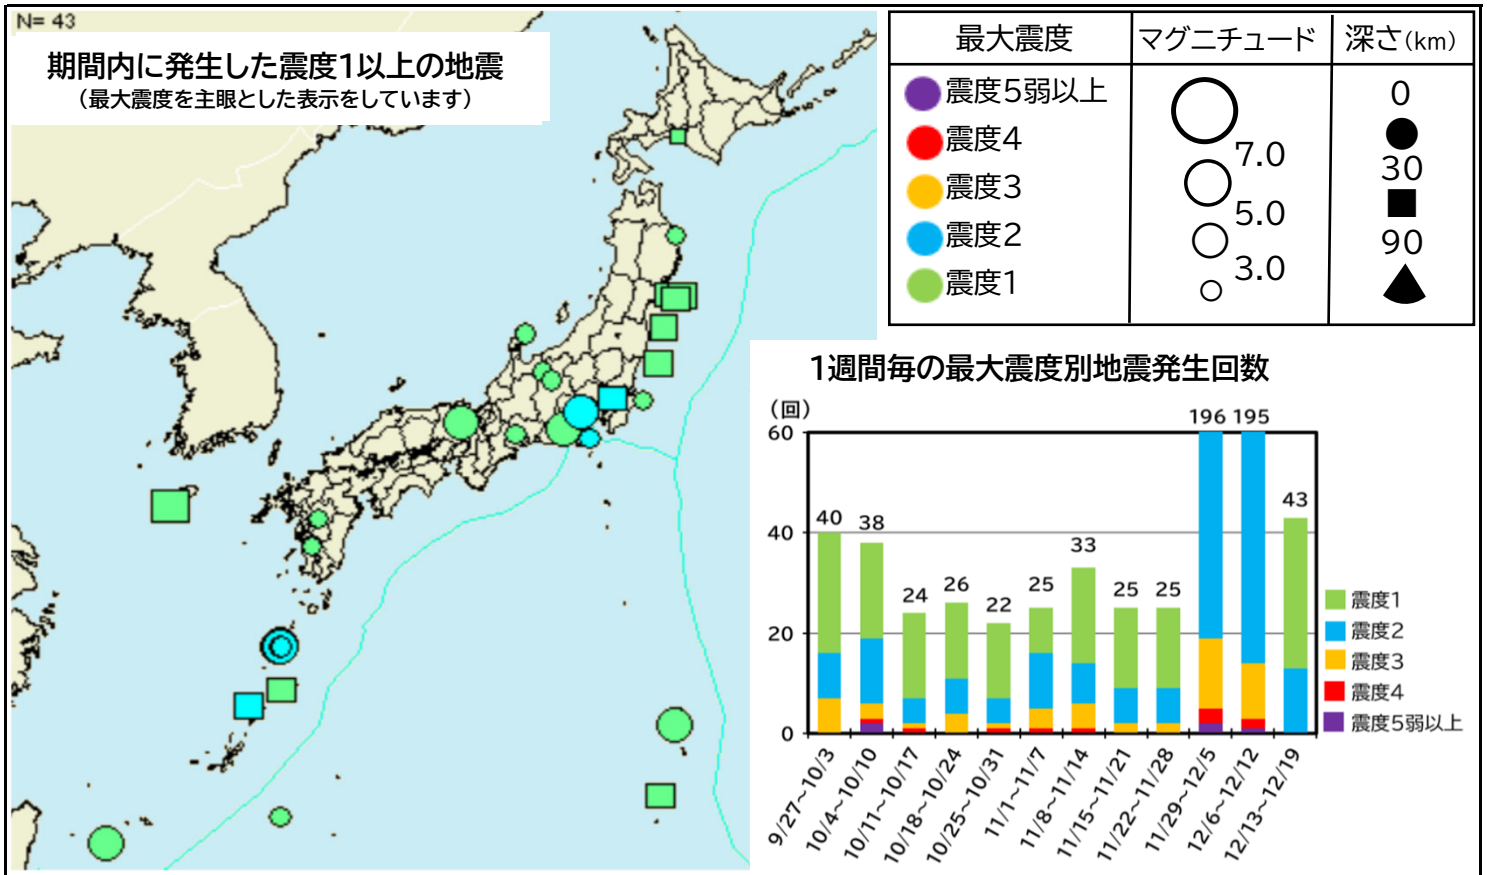 N= 43
期間内に発生した震度1以上の地震
（最大震度を主眼とした表示をしています）
最大震度 マグニチュード 深さ(km)
震度5弱以上
震度4
震度3
震度2
震度1
7.0
5.0
3.0
0
30
90
1週間毎の最大震度別地震発生回数
(回)
60
40
20
0
40 38 24 26 22 25 33 25 25 196 195 43
9/27~10/3
10/4~10/10
10/11~10/17
10/18~10/24
10/25~10/31
11/1~11/7
11/8~11/14
11/15~11/21
11/22~11/28
11/29~12/5
12/6~12/12
12/13~12/19
震度1
震度2
震度3
震度4
震度5弱以上